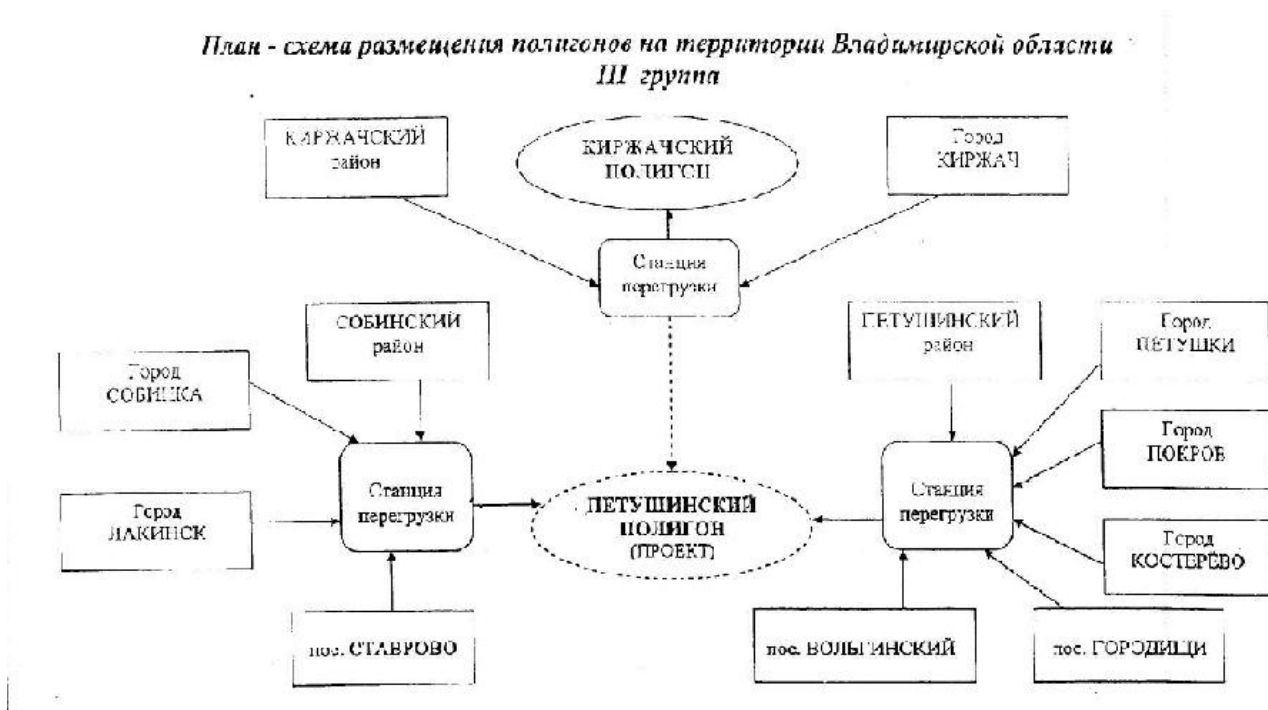 План - схема размещения полигонов на территории Владимирской области
III группа
КИРЖАЧСКИЙ
район
КИРЖАЧСКИЙ
ПОЛИГОН
Город
КИРЖАЧ
Станция
перегрузки
СОБИНСКИЙ
район
ПЕТУШИНСКИЙ
район
Город
ПЕТУШКИ
Город
СОБИНКА
Город
ПОКРОВ
Станция
перегрузки
ПЕТУШИНСКИЙ
ПОЛИГОН
(ПРОЕКТ)
Станция
перегрузки
Город
ЛАКИНСК
Город
КОСТЕРЁВО
пос. СТАВРОВО
пос. ВОЛЬГИНСКИЙ
пос. ГОРОДИЩИ